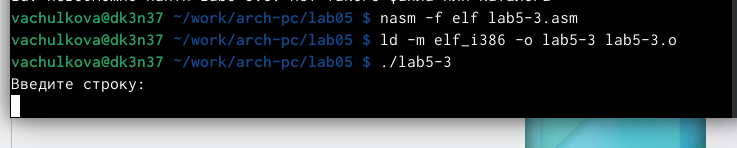 vachulkova@dk3n37 ~/work/arch-pc/lab05 $ nasm -f elf lab5-3.asm
vachulkova@dk3n37 ~/work/arch-pc/lab05 $ ld -m elf_i386 -o lab5-3 lab5-3.o
vachulkova@dk3n37 ~/work/arch-pc/lab05 $ ./lab5-3
Введите строку: